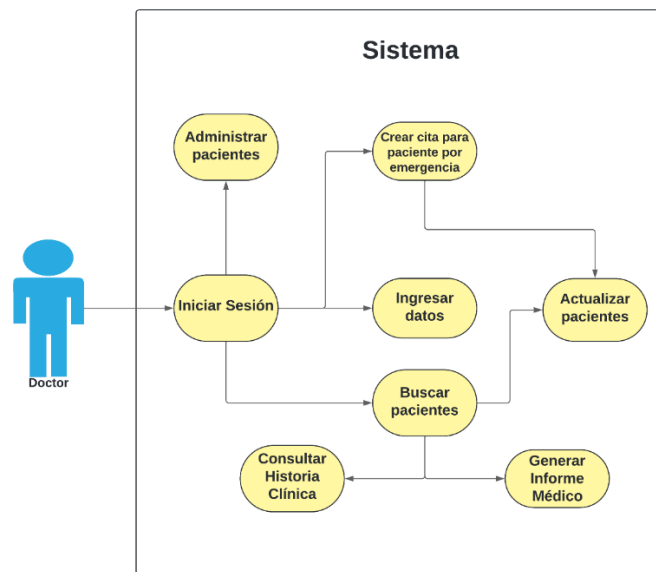 Sistema
Administrar
pacientes
Crear cita para
paciente por
emergencia
Iniciar Sesión
Ingresar
datos
Actualizar
pacientes
Doctor
Buscar
pacientes
Consultar
Historia
Clínica
Generar
Informe
Médico